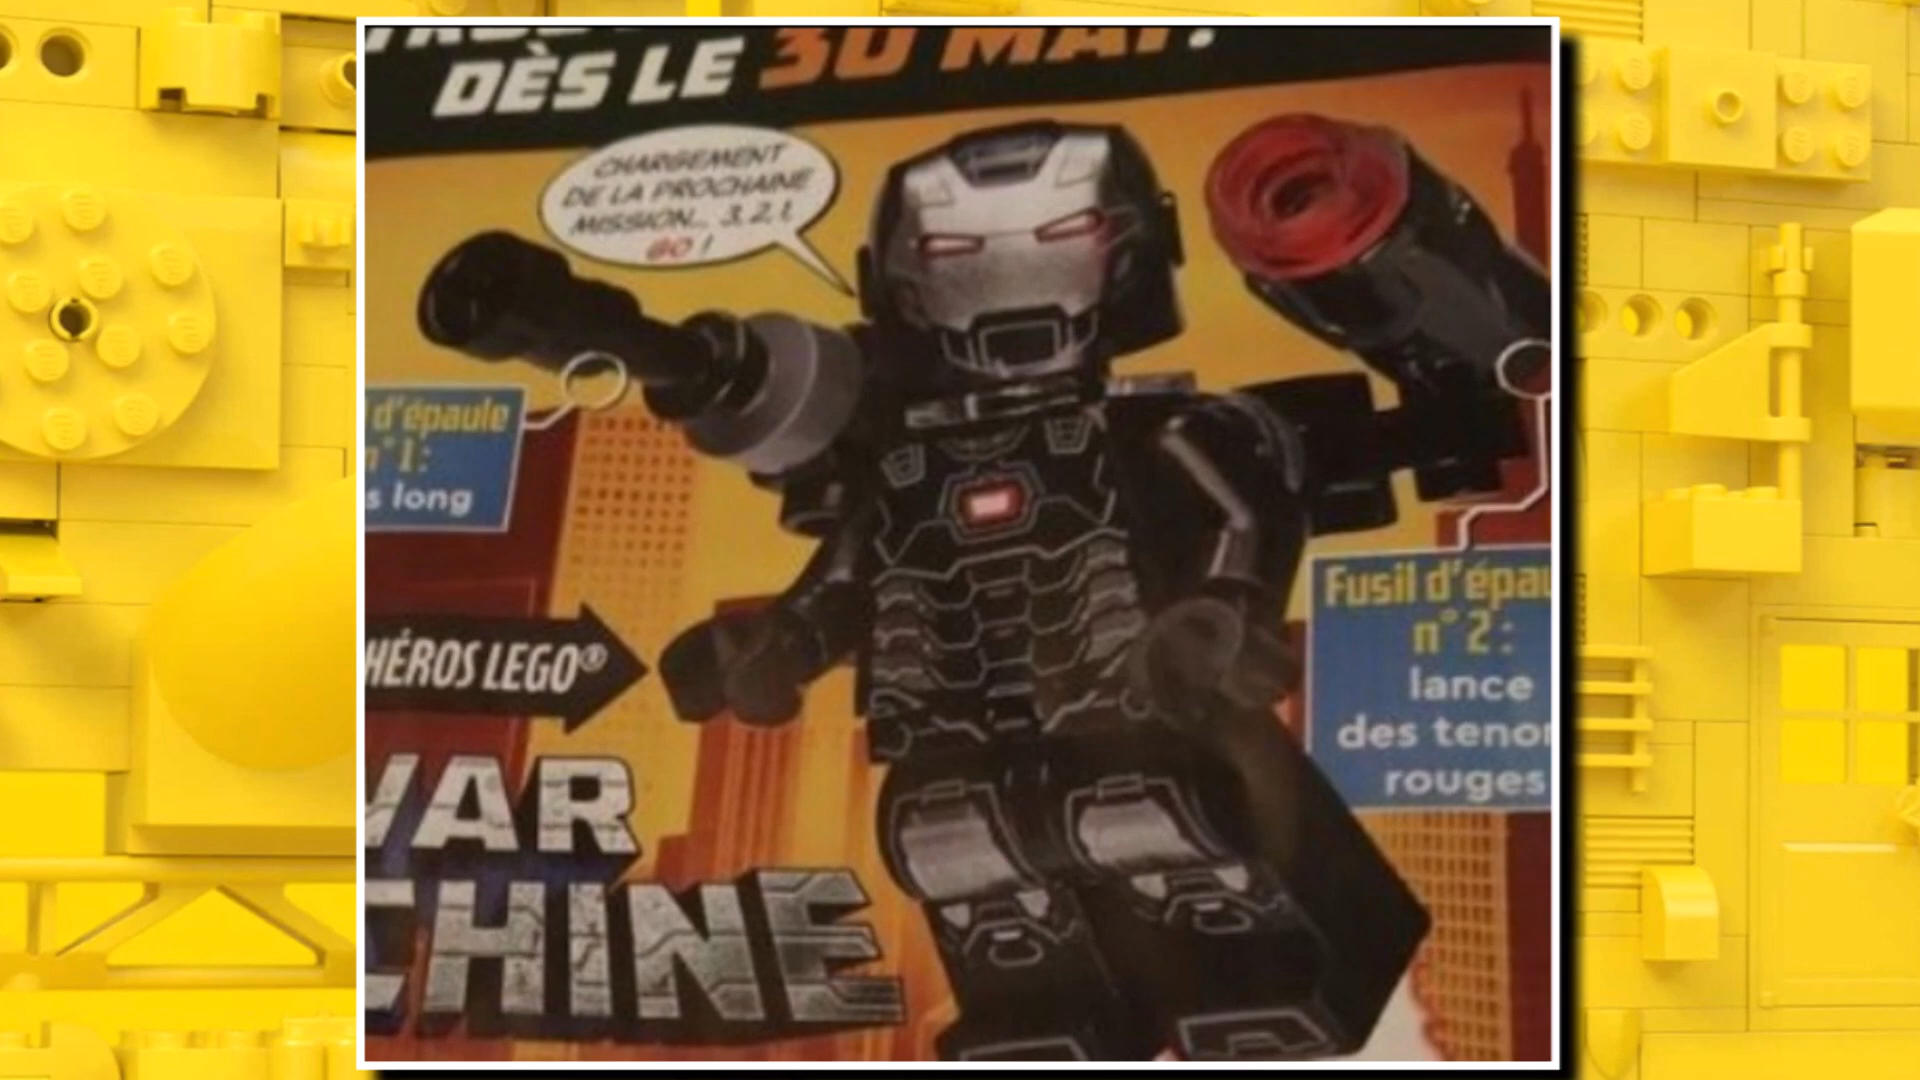 DÈS LE 30 MAI !
CHARGEMENT
DE LA PROCHAINE
MISSION... 3, 2, 1,
GO !
d'épaule
n°1:
long
HÉROS LEGO®
WAR
CHINE
Fusil d'épau
n°2:
lance
des tenon
rouges